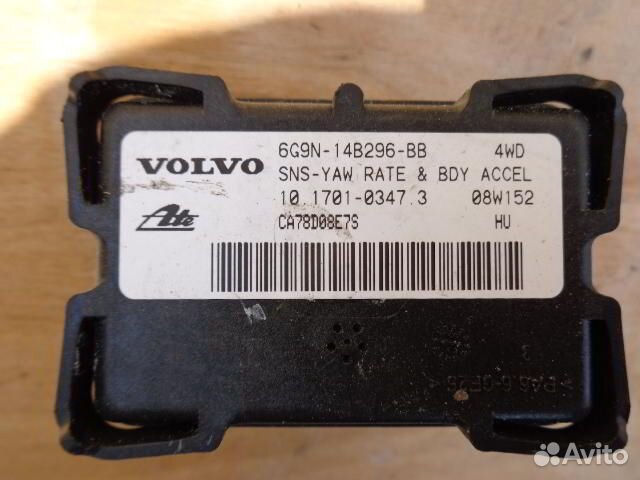 VOLVO
6G9N-14B296-BB 4WD
SNS-YAW RATE & BDY ACCEL
10.1701-0347.3 08W152
Ate
CA78D08E7S HU
3
Avito